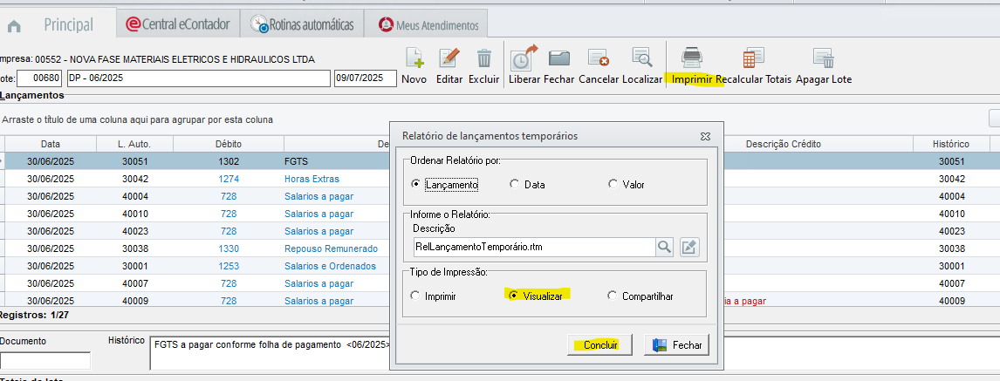 Principal
Central eContador
Rotinas automáticas
Meus Atendimentos
mpresa: 00552 - NOVA FASE MATERIAIS ELETRICOS E HIDRAULICOS LTDA
ote: 00680 DP - 06/2025 09/07/2025
Novo Editar Excluir Liberar Fechar Cancelar Localizar Imprimir Recalcular Totais Apagar Lote
Lançamentos
Arraste o título de uma coluna aqui para agrupar por esta coluna
Data L. Auto. Débito De Descrição Crédito Histórico
30/06/2025 30051 1302 FGTS 30051
30/06/2025 30042 1274 Horas Extras 30042
30/06/2025 40004 728 Salarios a pagar 40004
30/06/2025 40010 728 Salarios a pagar 40010
30/06/2025 40023 728 Salarios a pagar 40023
30/06/2025 30038 1330 Repouso Remunerado 30038
30/06/2025 30001 1253 Salarios e Ordenados 30001
30/06/2025 40007 728 Salarios a pagar 40007
30/06/2025 40009 728 Salarios a pagar ia a pagar 40009
Registros: 1/27
Documento
Histórico
FGTS a pagar conforme folha de pagamento <06/2025>
Totais do lote
Relatório de lançamentos temporários
Ordenar Relatório por:
Lançamento Data Valor
Informe o Relatório:
Descrição
RelLançamentoTemporário.rtm
Tipo de Impressão:
Imprimir Visualizar Compartilhar
Concluir Fechar